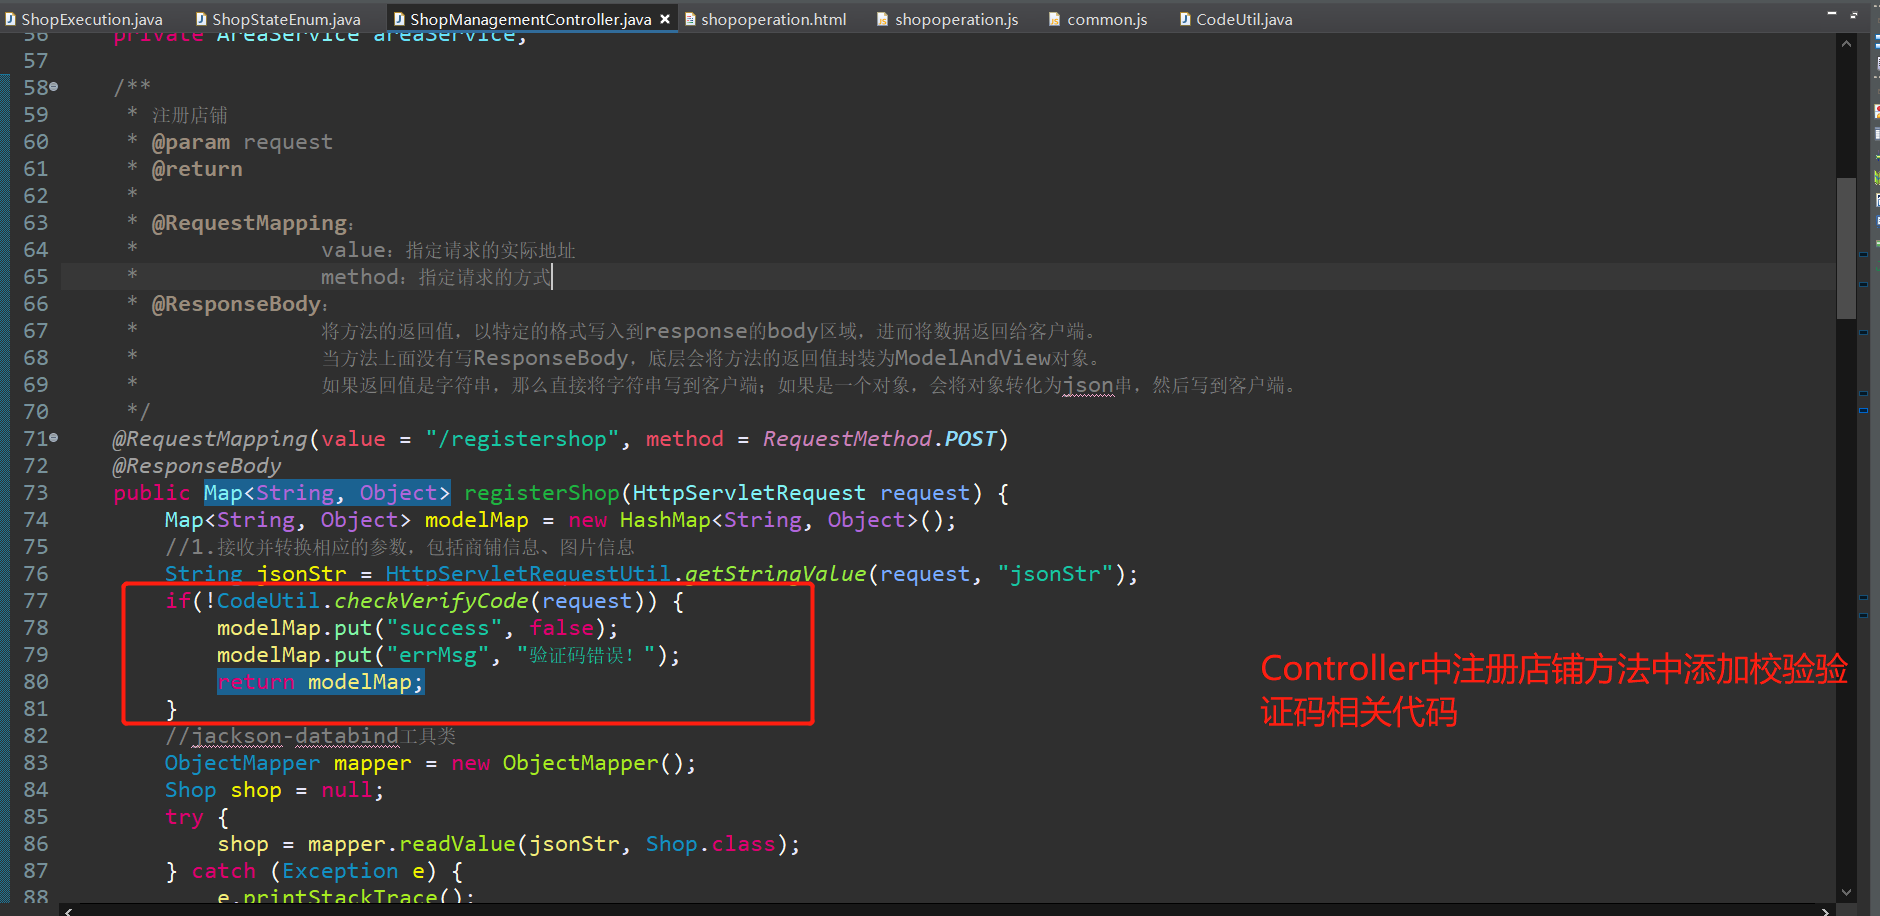 ShopExecution.java ShopStateEnum.java ShopManagementController.java shopoperation.html shopoperation.js common.js CodeUtil.java
56 private AreaService areaService;
57
58 /**
59 * 注册店铺
60 * @param request
61 * @return
62 *
63 * @RequestMapping:
64 * value：指定请求的实际地址
65 * method：指定请求的方式
66 * @ResponseBody：
67 * 将方法的返回值，以特定的格式写入到response的body区域，进而将数据返回给客户端。
68 * 当方法上面没有写ResponseBody，底层会将方法的返回值封装为ModelAndView对象。
69 * 如果返回值是字符串，那么直接将字符串写到客户端；如果是一个对象，会将对象转化为json串，然后写到客户端。
70 */
71 @RequestMapping(value = "/registershop", method = RequestMethod.POST)
72 @ResponseBody
73 public Map<String, Object> registerShop(HttpServletRequest request) {
74 Map<String, Object> modelMap = new HashMap<String, Object>();
75 //1.接收并转换相应的参数，包括商铺信息、图片信息
76 String jsonStr = HttpServletRequestUtil.getStringValue(request, "jsonStr");
77 if(!CodeUtil.checkVerifyCode(request)) {
78 modelMap.put("success", false);
79 modelMap.put("errMsg", "验证码错误！");
80 return modelMap;
81 }
Controller中注册店铺方法中添加校验验
证码相关代码
82 //jackson-databind工具类
83 ObjectMapper mapper = new ObjectMapper();
84 Shop shop = null;
85 try {
86 shop = mapper.readValue(jsonStr, Shop.class);
87 } catch (Exception e) {
88 e.printStackTrace();